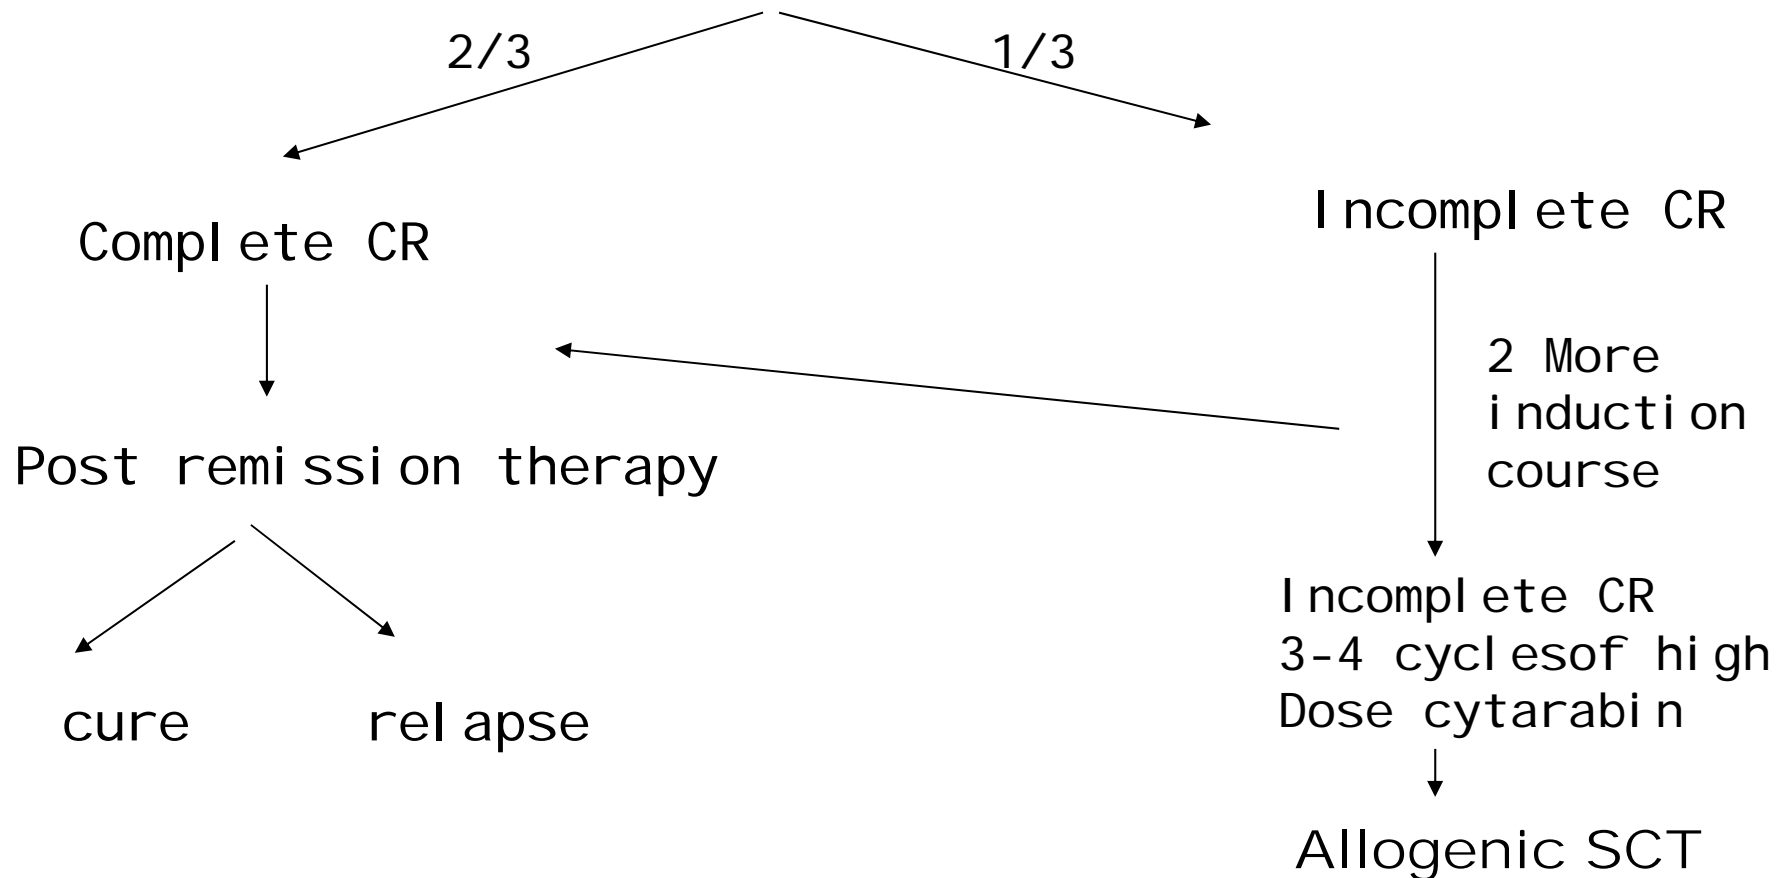 2/3
1/3
Complete CR
Incomplete CR
2 More
induction
course
Post remission therapy
Incomplete CR
3-4 cyclesof high
Dose cytarabin
cure
relapse
Allogenic SCT